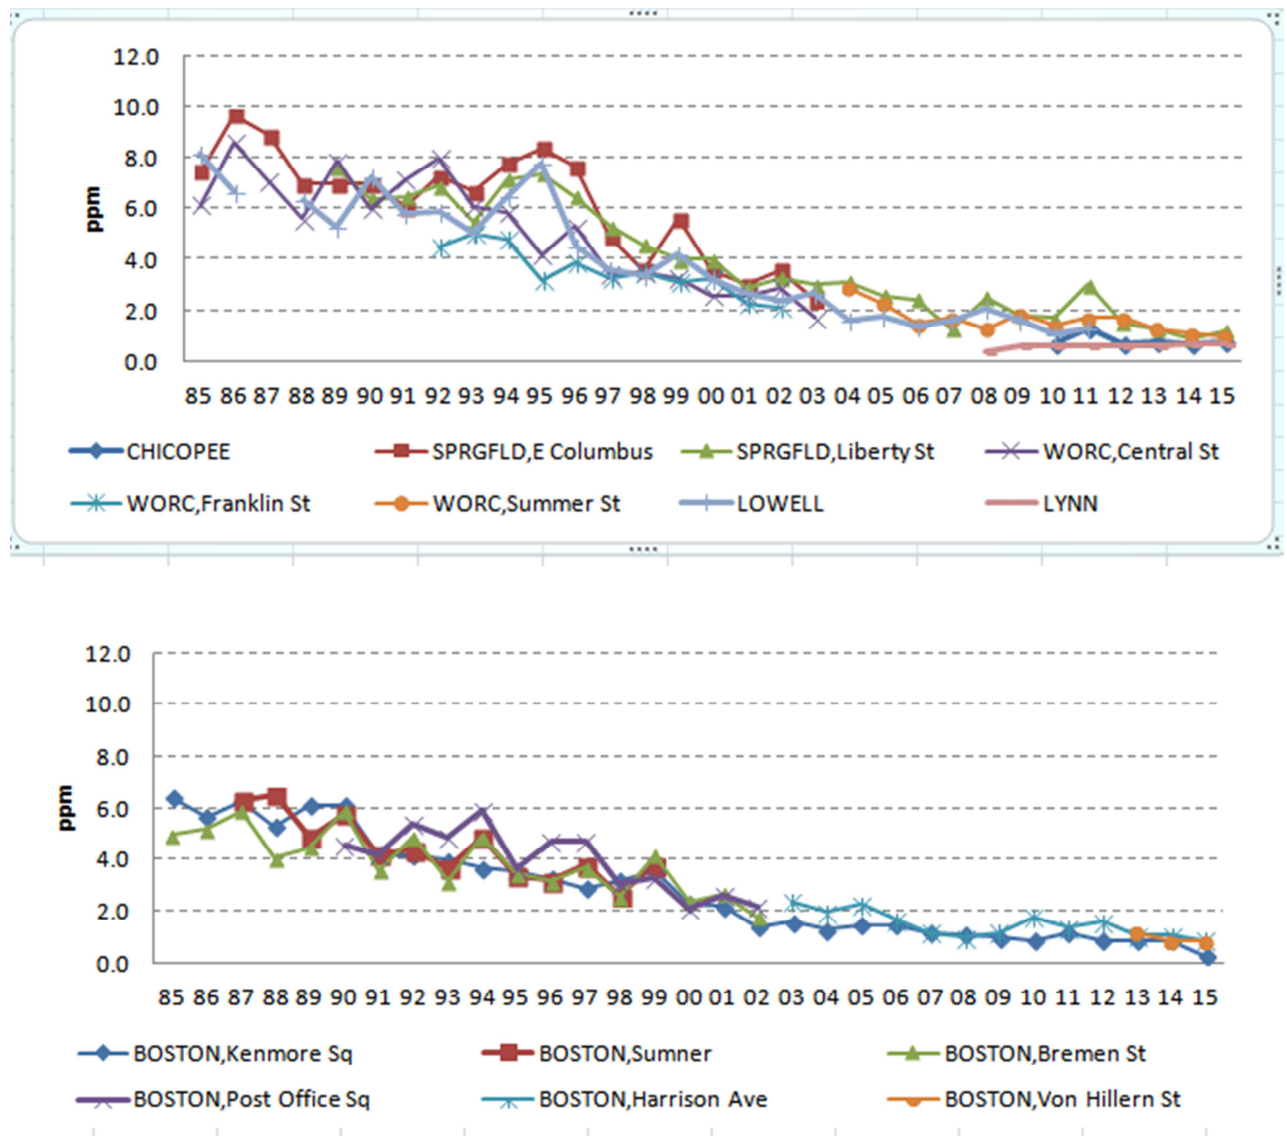 12.0
10.0
8.0
6.0
4.0
2.0
0.0
ppm
85 86 87 88 89 90 91 92 93 94 95 96 97 98 99 00 01 02 03 04 05 06 07 08 09 10 11 12 13 14 15
CHICOPEE SPRGFLD,E Columbus SPRGFLD,Liberty St WORC,Central St
WORC,Franklin St WORC,Summer St LOWELL LYNN
12.0
10.0
8.0
6.0
4.0
2.0
0.0
ppm
85 86 87 88 89 90 91 92 93 94 95 96 97 98 99 00 01 02 03 04 05 06 07 08 09 10 11 12 13 14 15
BOSTON,Kenmore Sq BOSTON,Sumner BOSTON,Bremen St
BOSTON,Post Office Sq BOSTON,Harrison Ave BOSTON,Von Hillern St